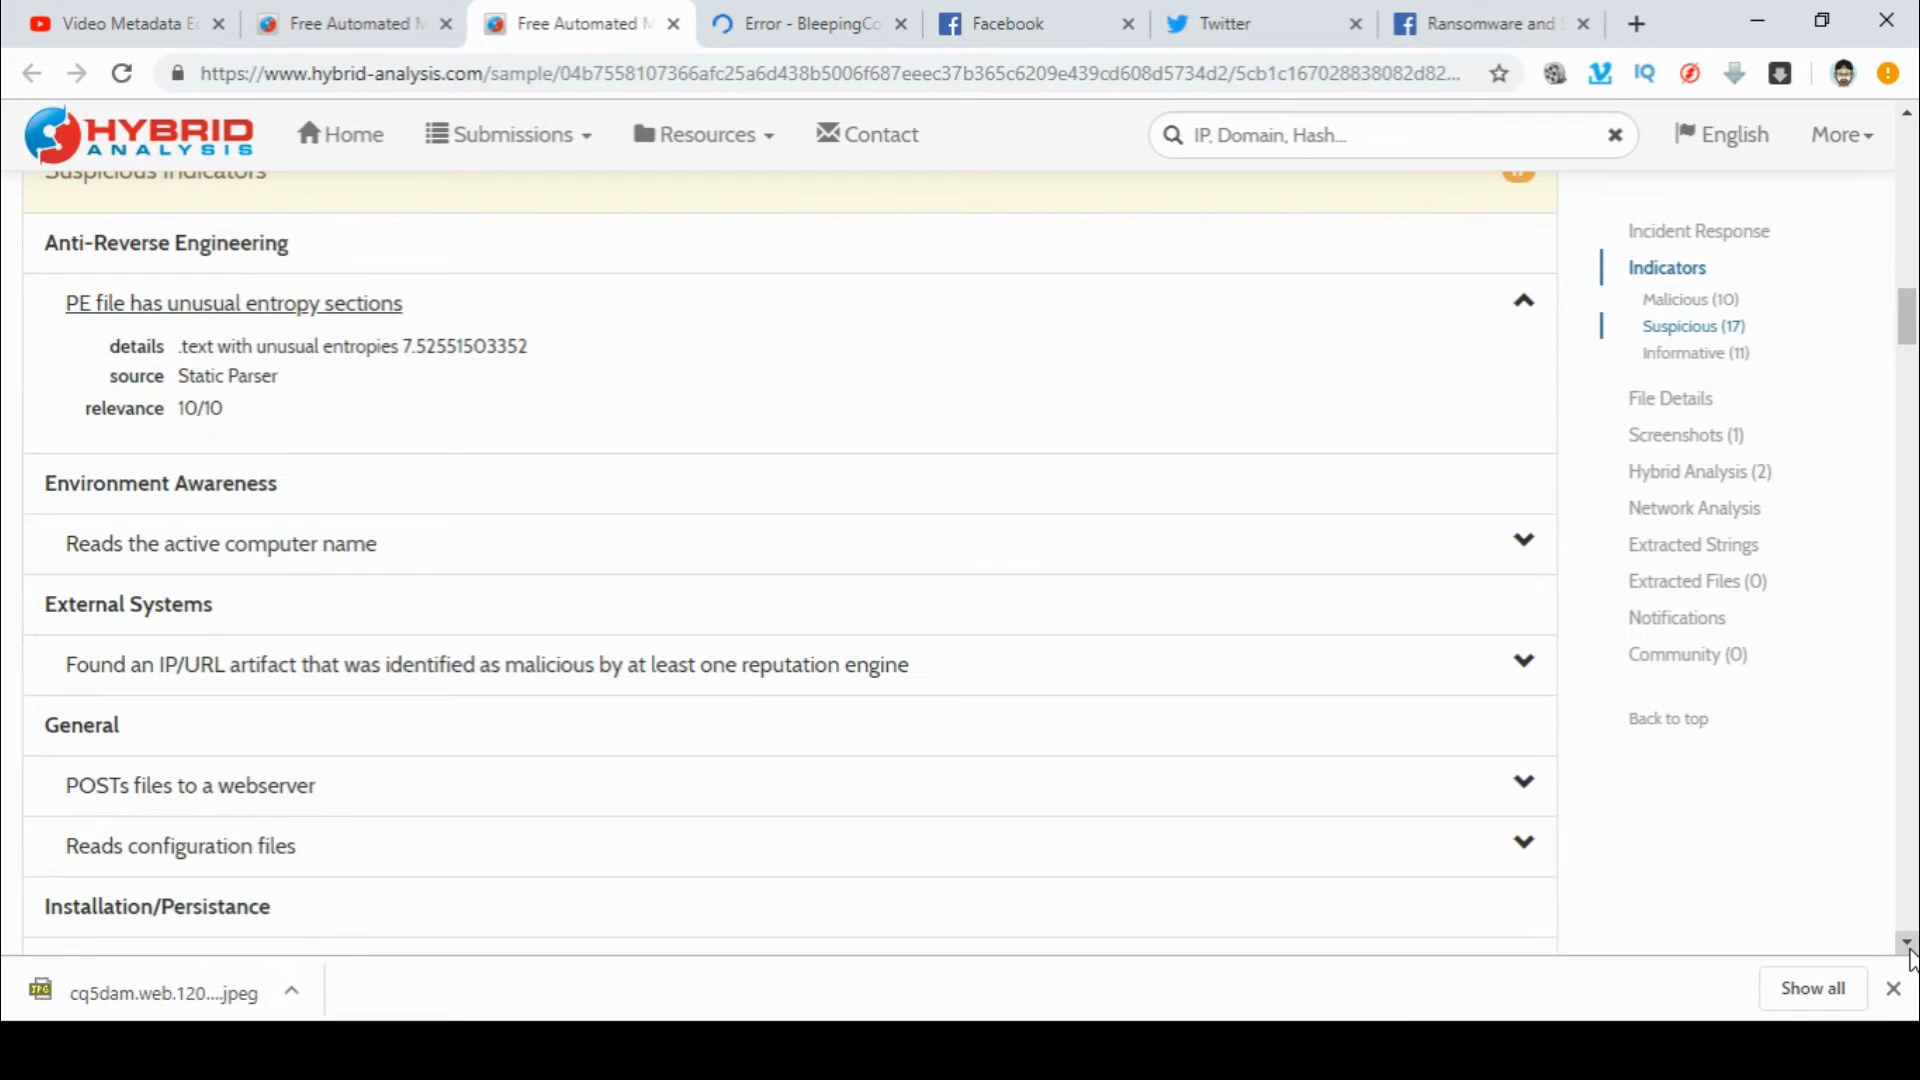 Video Metadata E
Free Automated M
Free Automated M
Error - BleepingCo
Facebook
Twitter
Ransomware and S
https://www.hybrid-analysis.com/sample/04b7558107366afc25a6d438b5006f687eeec37b365c6209e439cd608d5734d2/5cb1c167028838082d82...
IQ
HYBRID
ANALYSIS
Home
Submissions
Resources
Contact
IP, Domain, Hash...
English
More
Suspicious Indicators
Anti-Reverse Engineering
PE file has unusual entropy sections
details .text with unusual entropies 7.52551503352
source Static Parser
relevance 10/10
Environment Awareness
Reads the active computer name
External Systems
Found an IP/URL artifact that was identified as malicious by at least one reputation engine
General
POSTs files to a webserver
Reads configuration files
Installation/Persistance
Incident Response
Indicators
Malicious (10)
Suspicious (17)
Informative (11)
File Details
Screenshots (1)
Hybrid Analysis (2)
Network Analysis
Extracted Strings
Extracted Files (0)
Notifications
Community (0)
Back to top
JPG
cq5dam.web.120....jpeg
Show all